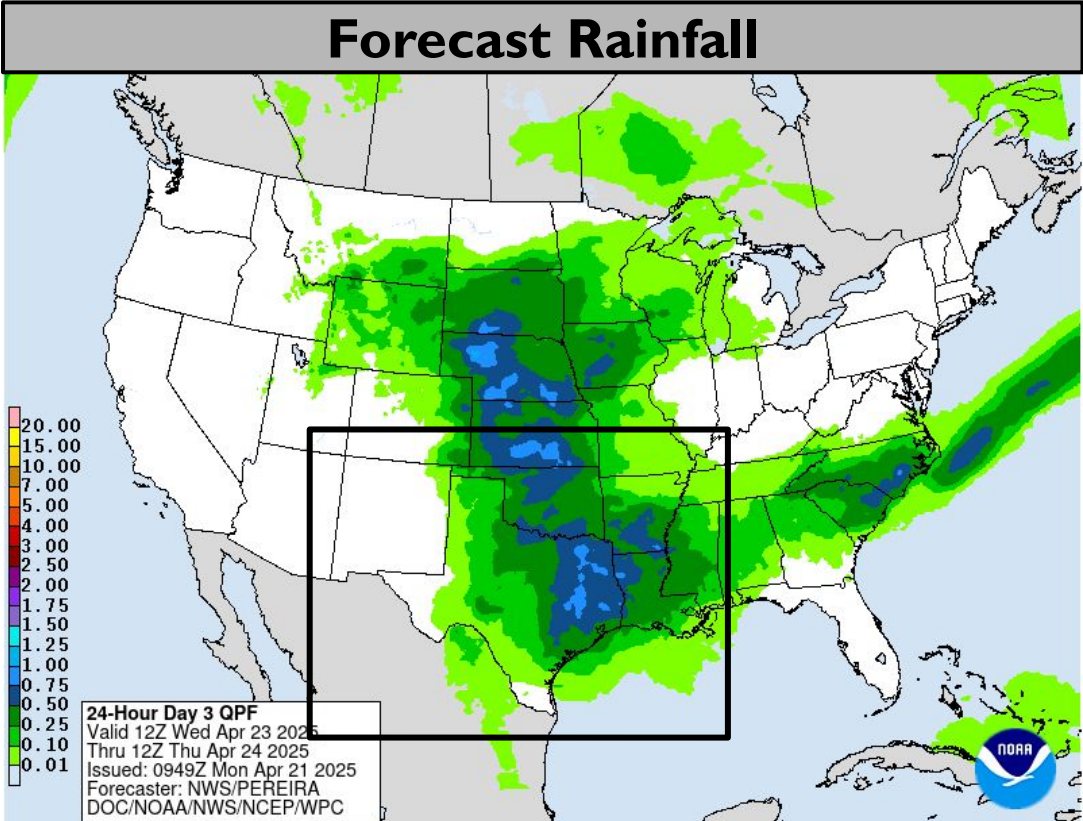 Forecast Rainfall
20.00
15.00
10.00
7.00
5.00
4.00
3.00
2.50
2.00
1.75
1.50
1.25
1.00
0.75
0.50
0.25
0.10
0.01
24-Hour Day 3 QPF
Valid 12Z Wed Apr 23 2025
Thru 12Z Thu Apr 24 2025
Issued: 0949Z Mon Apr 21 2025
Forecaster: NWS/PEREIRA
DOC/NOAA/NWS/NCEP/WPC
NOAA